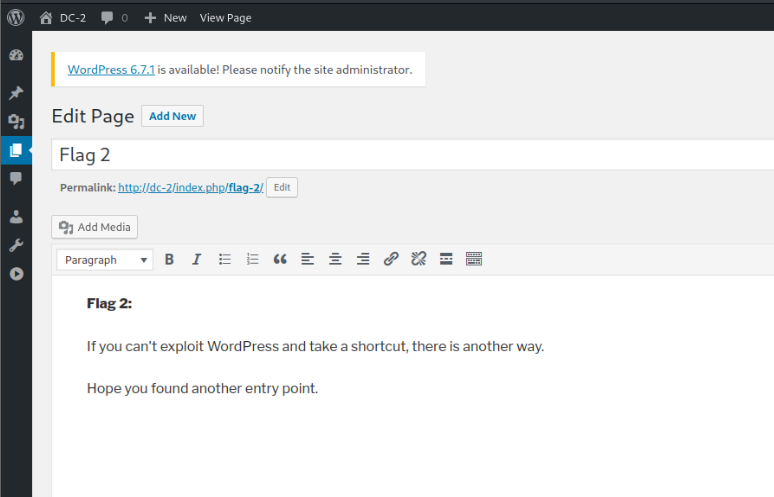 DC-2 0 New View Page
WordPress 6.7.1 is available! Please notify the site administrator.
Edit Page Add New
Flag 2
Permalink: http://dc-2/index.php/flag-2/ Edit
Add Media
Paragraph B I
Flag 2:
If you can't exploit WordPress and take a shortcut, there is another way.
Hope you found another entry point.